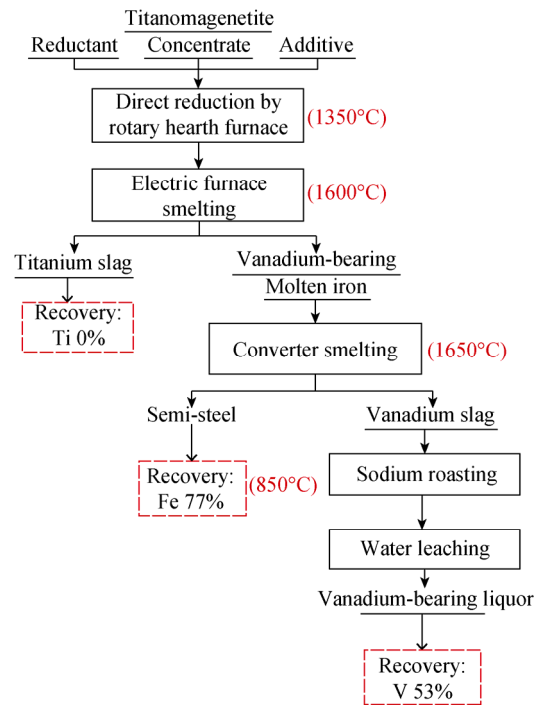 Titanomagenetite
Reductant Concentrate Additive
Direct reduction by
rotary hearth furnace
(1350°C)
Electric furnace
smelting
(1600°C)
Titanium slag
Recovery:
Ti 0%
Vanadium-bearing
Molten iron
Converter smelting
(1650°C)
Semi-steel
Recovery:
Fe 77%
(850°C)
Vanadium slag
Sodium roasting
Water leaching
Vanadium-bearing liquor
Recovery:
V 53%